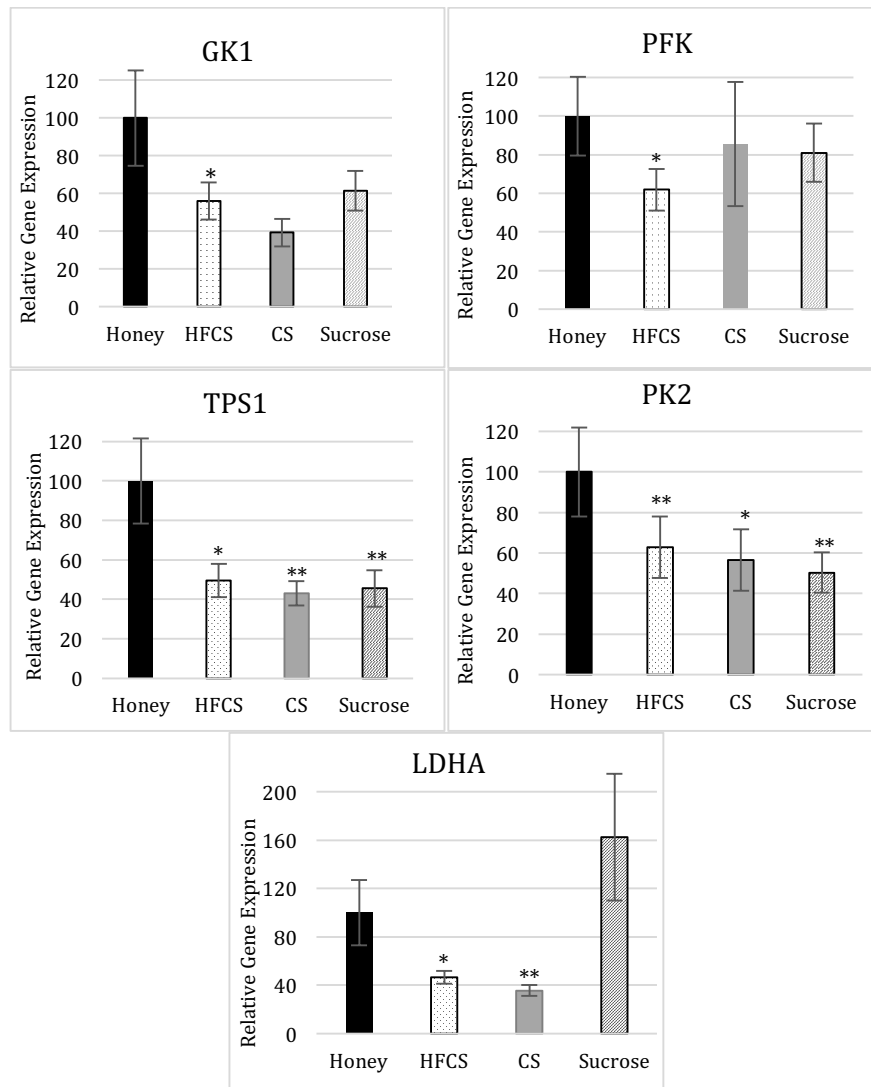 GK1
Relative Gene Expression
120
100
80
60
40
20
0
*
Honey HFCS CS Sucrose
PFK
Relative Gene Expression
120
100
80
60
40
20
0
*
Honey HFCS CS Sucrose
TPS1
Relative Gene Expression
120
100
80
60
40
20
0
* ** **
Honey HFCS CS Sucrose
PK2
Relative Gene Expression
120
100
80
60
40
20
0
** * **
Honey HFCS CS Sucrose
LDHA
Relative Gene Expression
200
160
120
80
40
0
* **
Honey HFCS CS Sucrose